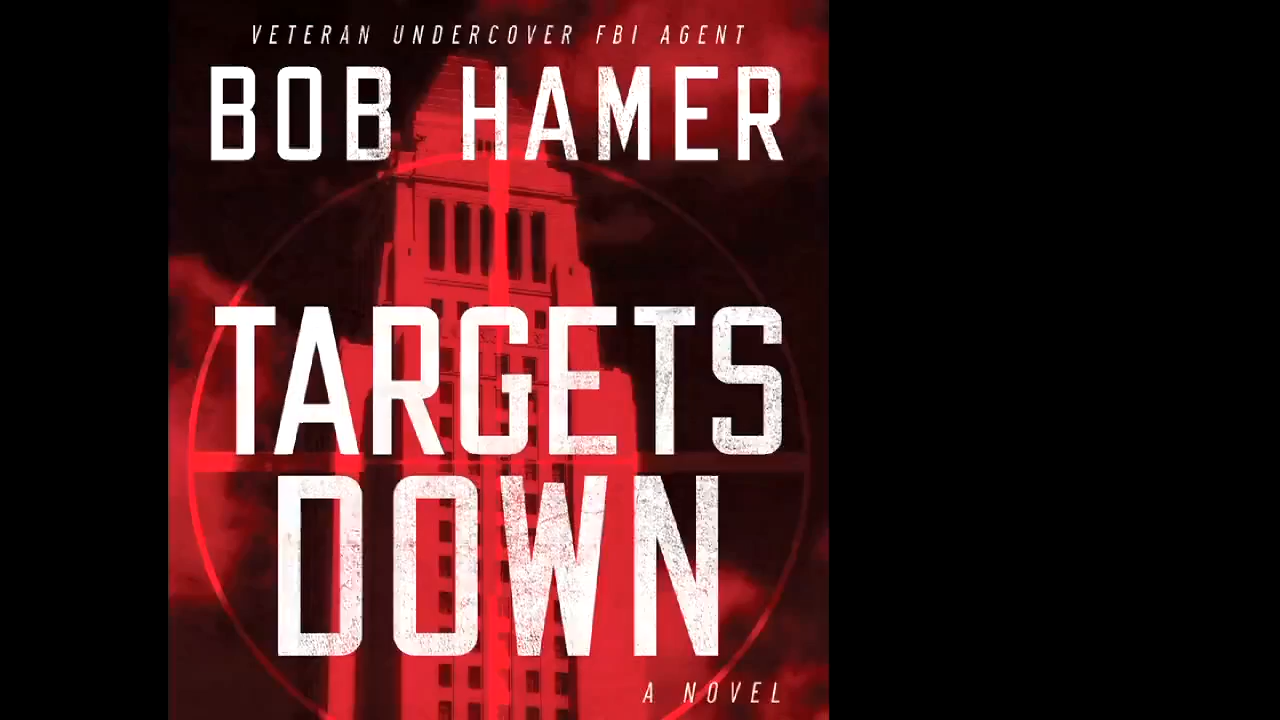 VETERAN UNDERCOVER FBI AGENT
BOB HAMER
TARGETS
DOWN
A NOVEL